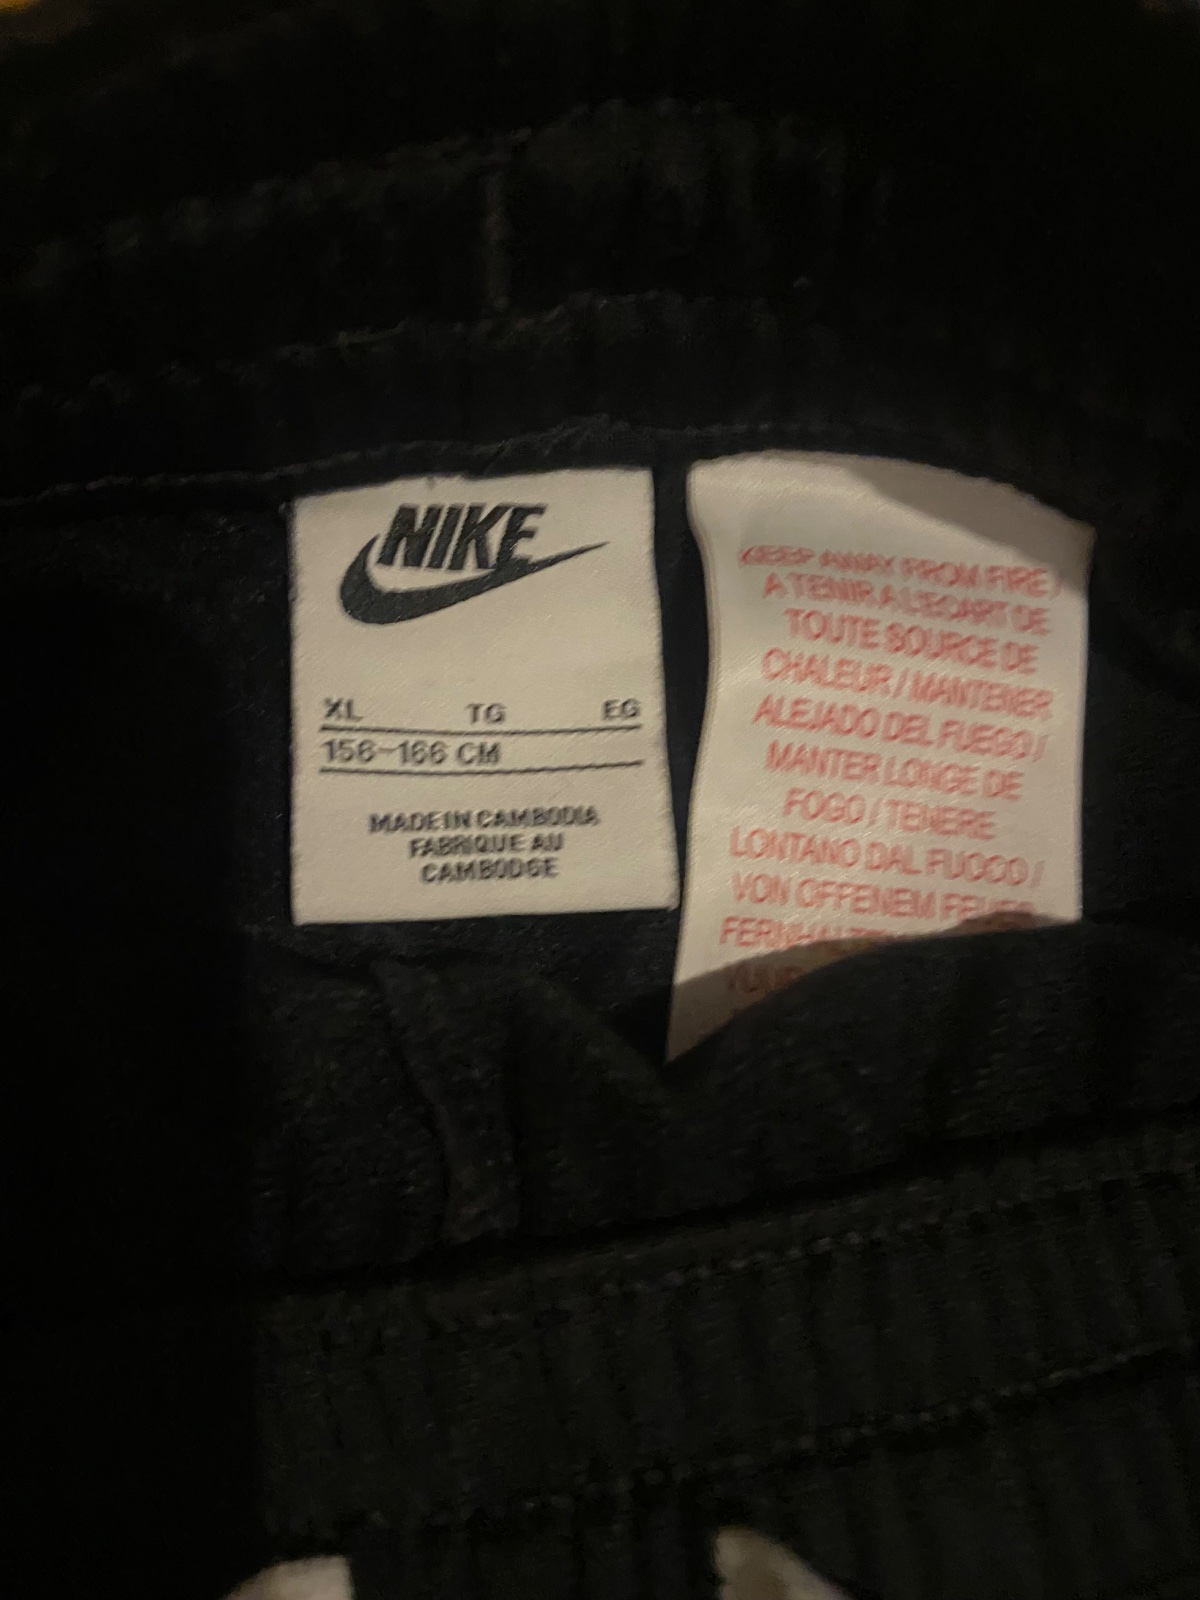 NIKE
XL TG EG
156-166 CM
MADE IN CAMBODIA
FABRIQUE AU
CAMBODGE
KEEP AWAY FROM FIRE /
A TENIR A L'ECART DE
TOUTE SOURCE DE
CHALEUR / MANTENER
ALEJADO DEL FUEGO /
MANTER LONGE DE
FOGO / TENERE
LONTANO DAL FUOCO /
VON OFFENEM FEUER
FERNHALTEN